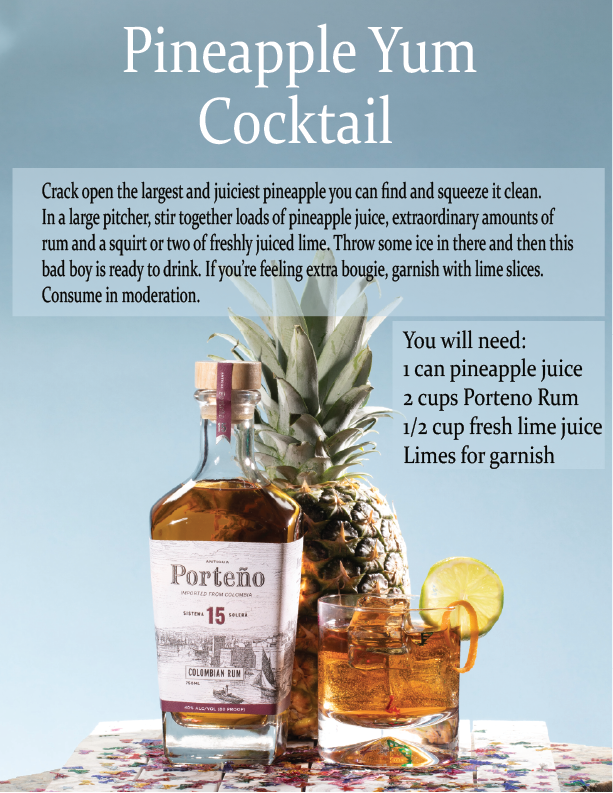 Pineapple Yum
Cocktail
Crack open the largest and juiciest pineapple you can find and squeeze it clean.
In a large pitcher, stir together loads of pineapple juice, extraordinary amounts of
rum and a squirt or two of freshly juiced lime. Throw some ice in there and then this
bad boy is ready to drink. If you're feeling extra bougie, garnish with lime slices.
Consume in moderation.
You will need:
1 can pineapple juice
2 cups Porteno Rum
1/2 cup fresh lime juice
Limes for garnish
ANTIGUA
Porteño
IMPORTED FROM COLOMBIA
SISTEMA 15 SOLERA
COLOMBIAN RUM
750ML
40% ALC/VOL (80 PROOF)